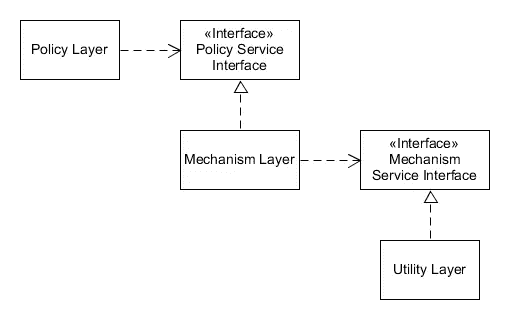 Policy Layer
«Interface»
Policy Service
Interface
Mechanism Layer
«Interface»
Mechanism
Service Interface
Utility Layer